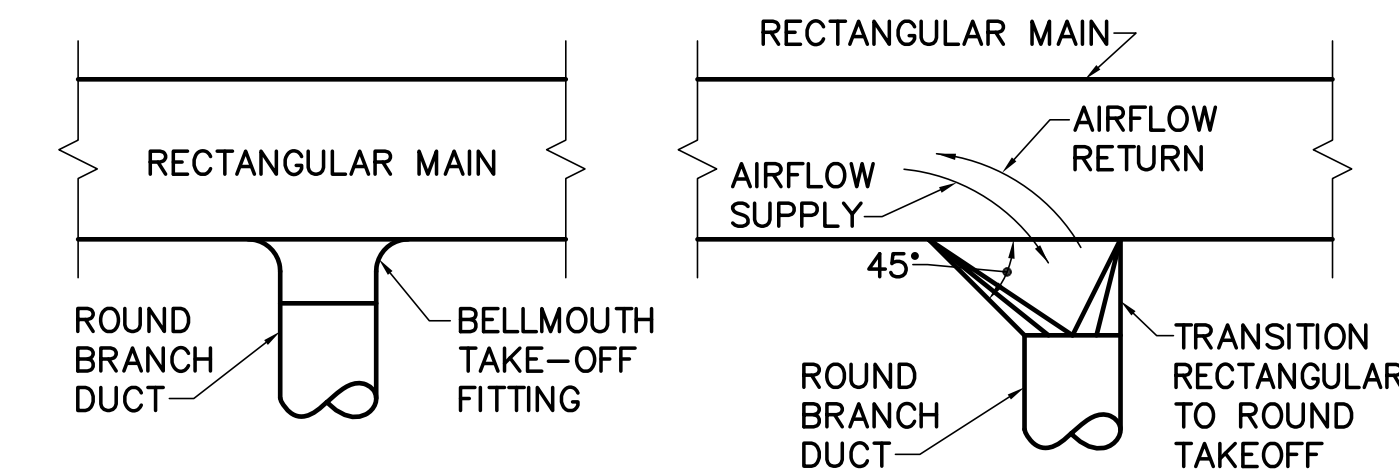 RECTANGULAR MAIN
ROUND
BRANCH
DUCT
BELLMOUTH
TAKE-OFF
FITTING
RECTANGULAR MAIN
AIRFLOW
RETURN
AIRFLOW
SUPPLY
45°
ROUND
BRANCH
DUCT
TRANSITION
RECTANGULAR
TO ROUND
TAKEOFF